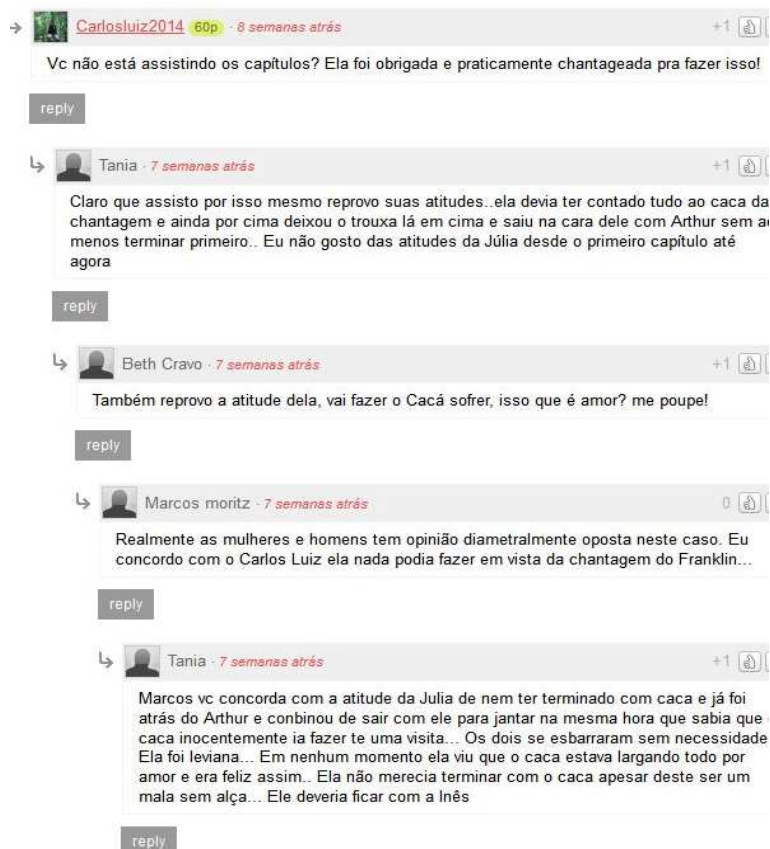 Carlosluiz2014 60p · 8 semanas atrás +1
Vc não está assistindo os capítulos? Ela foi obrigada e praticamente chantageada pra fazer isso!
reply
Tania · 7 semanas atrás +1
Claro que assisto por isso mesmo reprovo suas atitudes..ela devia ter contado tudo ao caca da
chantagem e ainda por cima deixou o trouxa lá em cima e saiu na cara dele com Arthur sem
menos terminar primeiro.. Eu não gosto das atitudes da Júlia desde o primeiro capítulo até
agora
reply
Beth Cravo · 7 semanas atrás +1
Também reprovo a atitude dela, vai fazer o Cacá sofrer, isso que é amor? me poupe!
reply
Marcos moritz · 7 semanas atrás 0
Realmente as mulheres e homens tem opinião diametralmente oposta neste caso. Eu
concordo com o Carlos Luiz ela nada podia fazer em vista da chantagem do Franklin...
reply
Tania · 7 semanas atrás +1
Marcos vc concorda com a atitude da Julia de nem ter terminado com caca e já foi
atrás do Arthur e conbinou de sair com ele para jantar na mesma hora que sabia que
caca inocentemente ia fazer te uma visita... Os dois se esbarraram sem necessidade
Ela foi leviana... Em nenhum momento ela viu que o caca estava largando todo por
amor e era feliz assim.. Ela não merecia terminar com o caca apesar deste ser um
mala sem alça... Ele deveria ficar com a Inês
reply